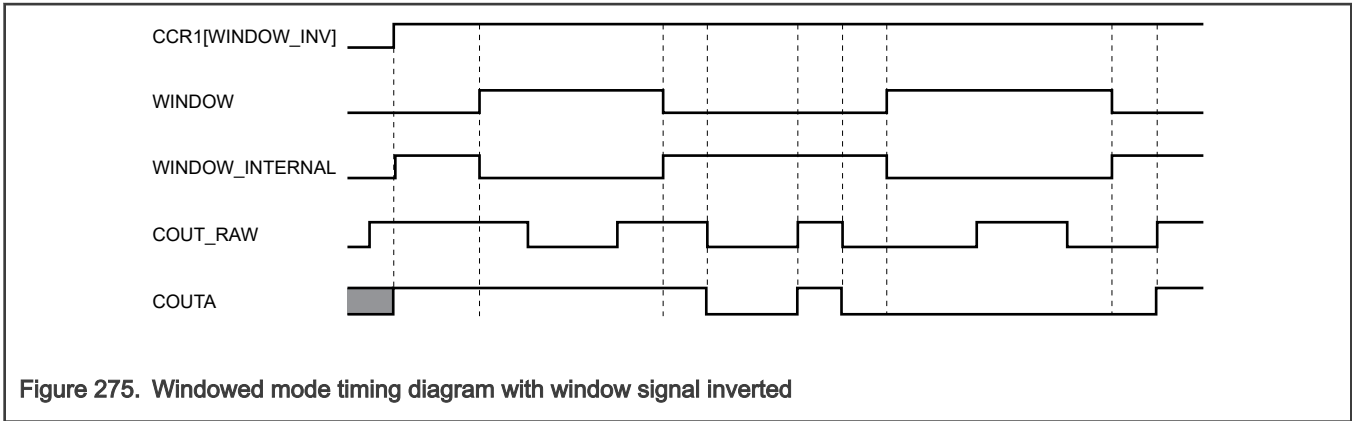 CCR1[WINDOW_INV]
WINDOW
WINDOW_INTERNAL
COUT_RAW
COUTA
Figure 275. Windowed mode timing diagram with window signal inverted